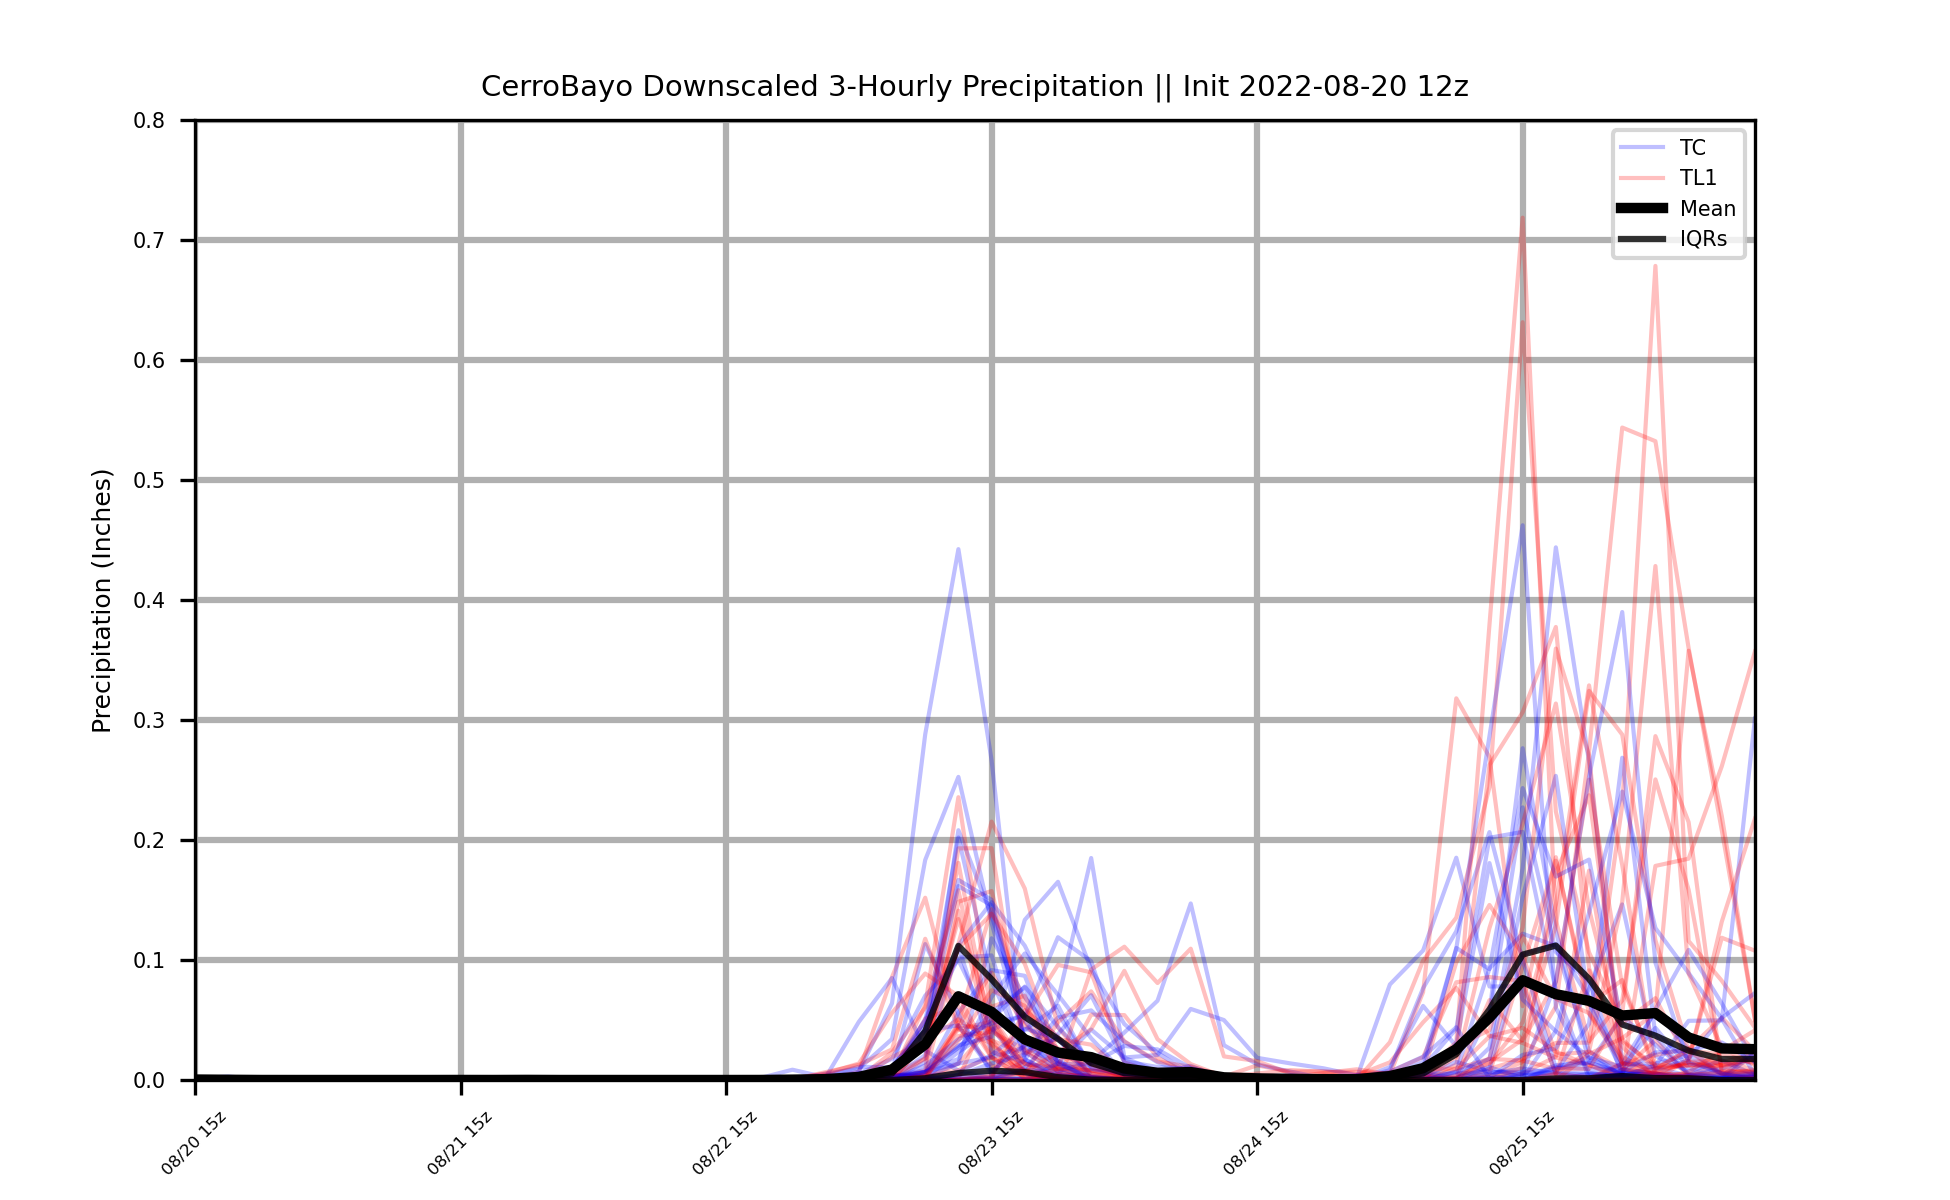 CerroBayo Downscaled 3-Hourly Precipitation || Init 2022-08-20 12z
Precipitation (Inches)
0.8
0.7
0.6
0.5
0.4
0.3
0.2
0.1
0.0
TC
TL1
Mean
IQRs
08/20 15z
08/21 15z
08/22 15z
08/23 15z
08/24 15z
08/25 15z